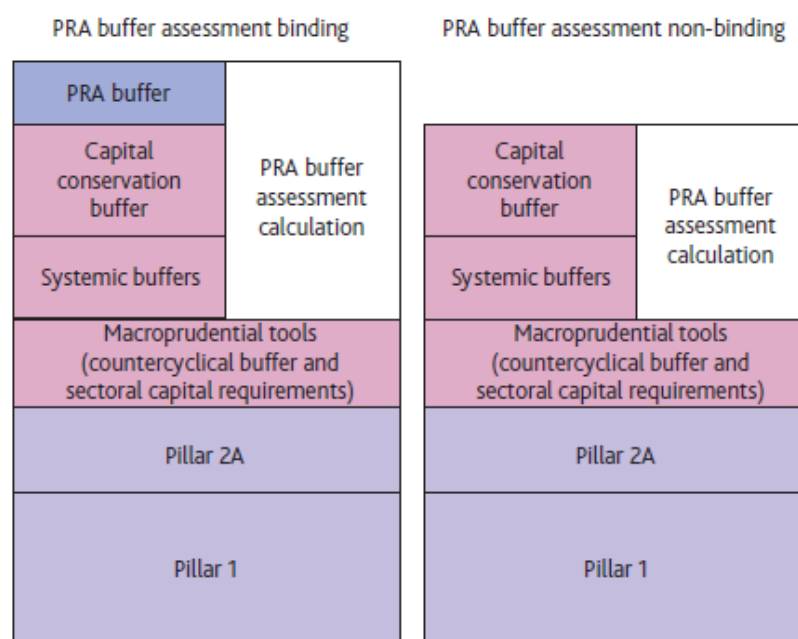 PRA buffer assessment binding
PRA buffer
Capital
conservation
buffer
Systemic buffers
PRA buffer
assessment
calculation
Macroprudential tools
(countercyclical buffer and
sectoral capital requirements)
Pillar 2A
Pillar 1
PRA buffer assessment non-binding
Capital
conservation
buffer
Systemic buffers
PRA buffer
assessment
calculation
Macroprudential tools
(countercyclical buffer and
sectoral capital requirements)
Pillar 2A
Pillar 1